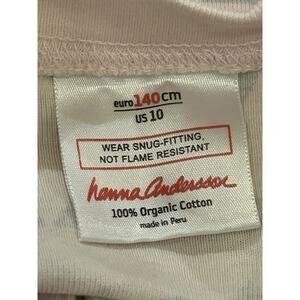 euro 140 cm
US 10
WEAR SNUG-FITTING,
NOT FLAME RESISTANT
hanna andersson
100% Organic Cotton
made in Peru